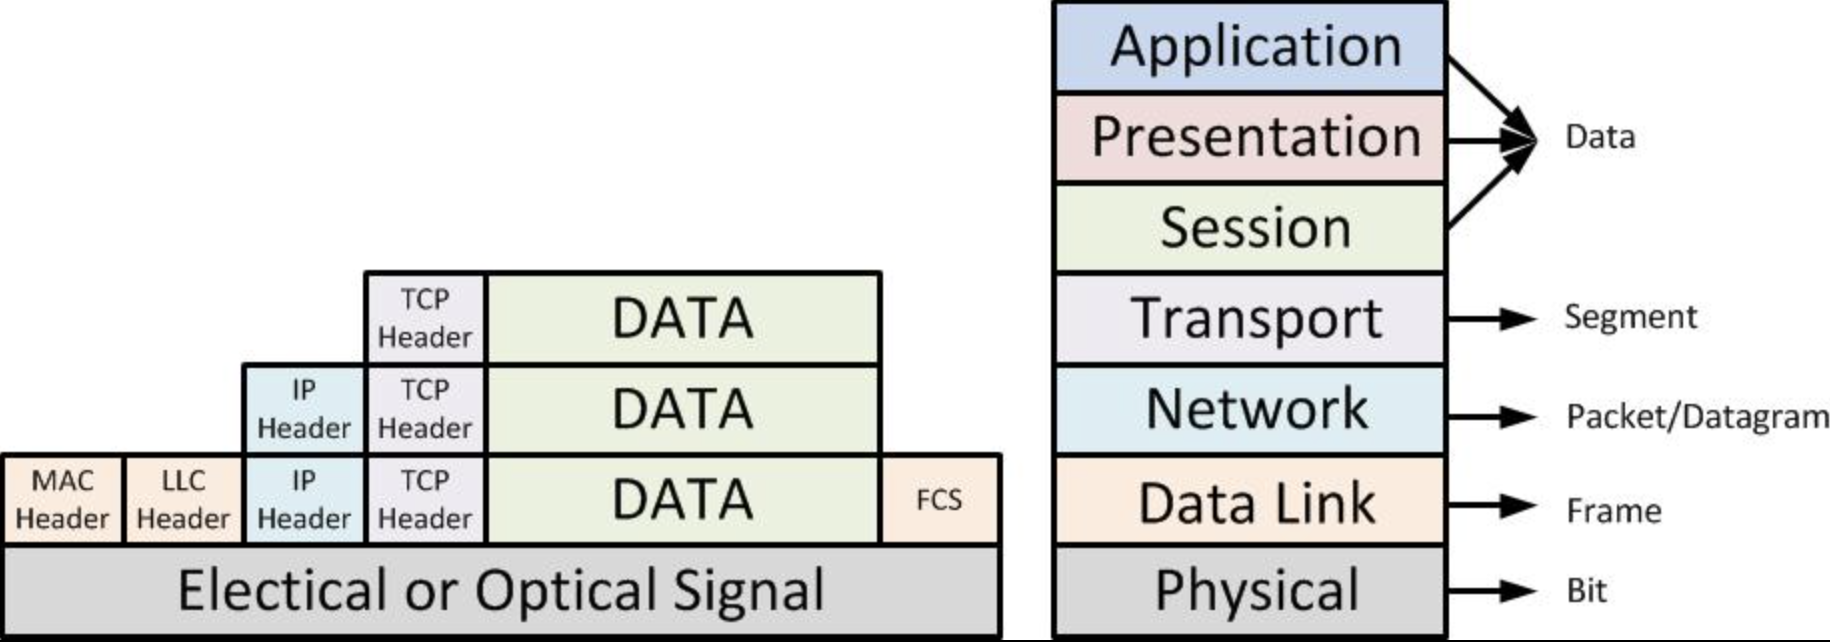 Application
Presentation
Data
Session
TCP
Header
DATA
Transport
Segment
IP
Header
TCP
Header
DATA
Network
Packet/Datagram
MAC
Header
LLC
Header
IP
Header
TCP
Header
DATA
FCS
Data Link
Frame
Electical or Optical Signal
Physical
Bit